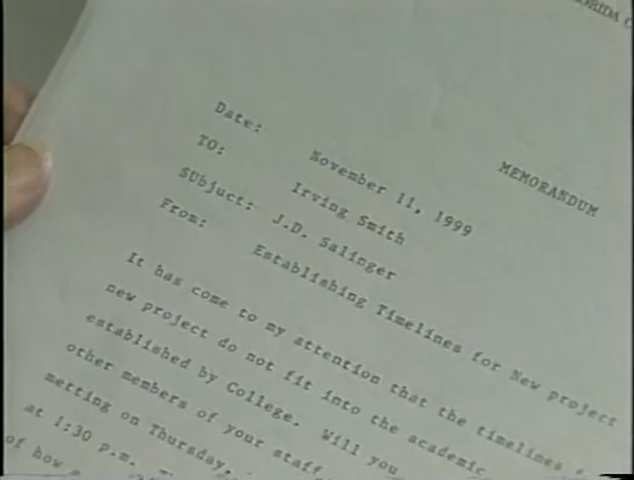 MEMORANDUM
Date: November 11, 1999
TO: Irving Smith
SUbjuct: J.D. Salinger
From: Establishing Timelines for New project
It has come to my attention that the timelines
new project do not fit into the academic
established by College. Will you
other members of your staff
metting on Thursday.
at 1:30 p.m.
of how